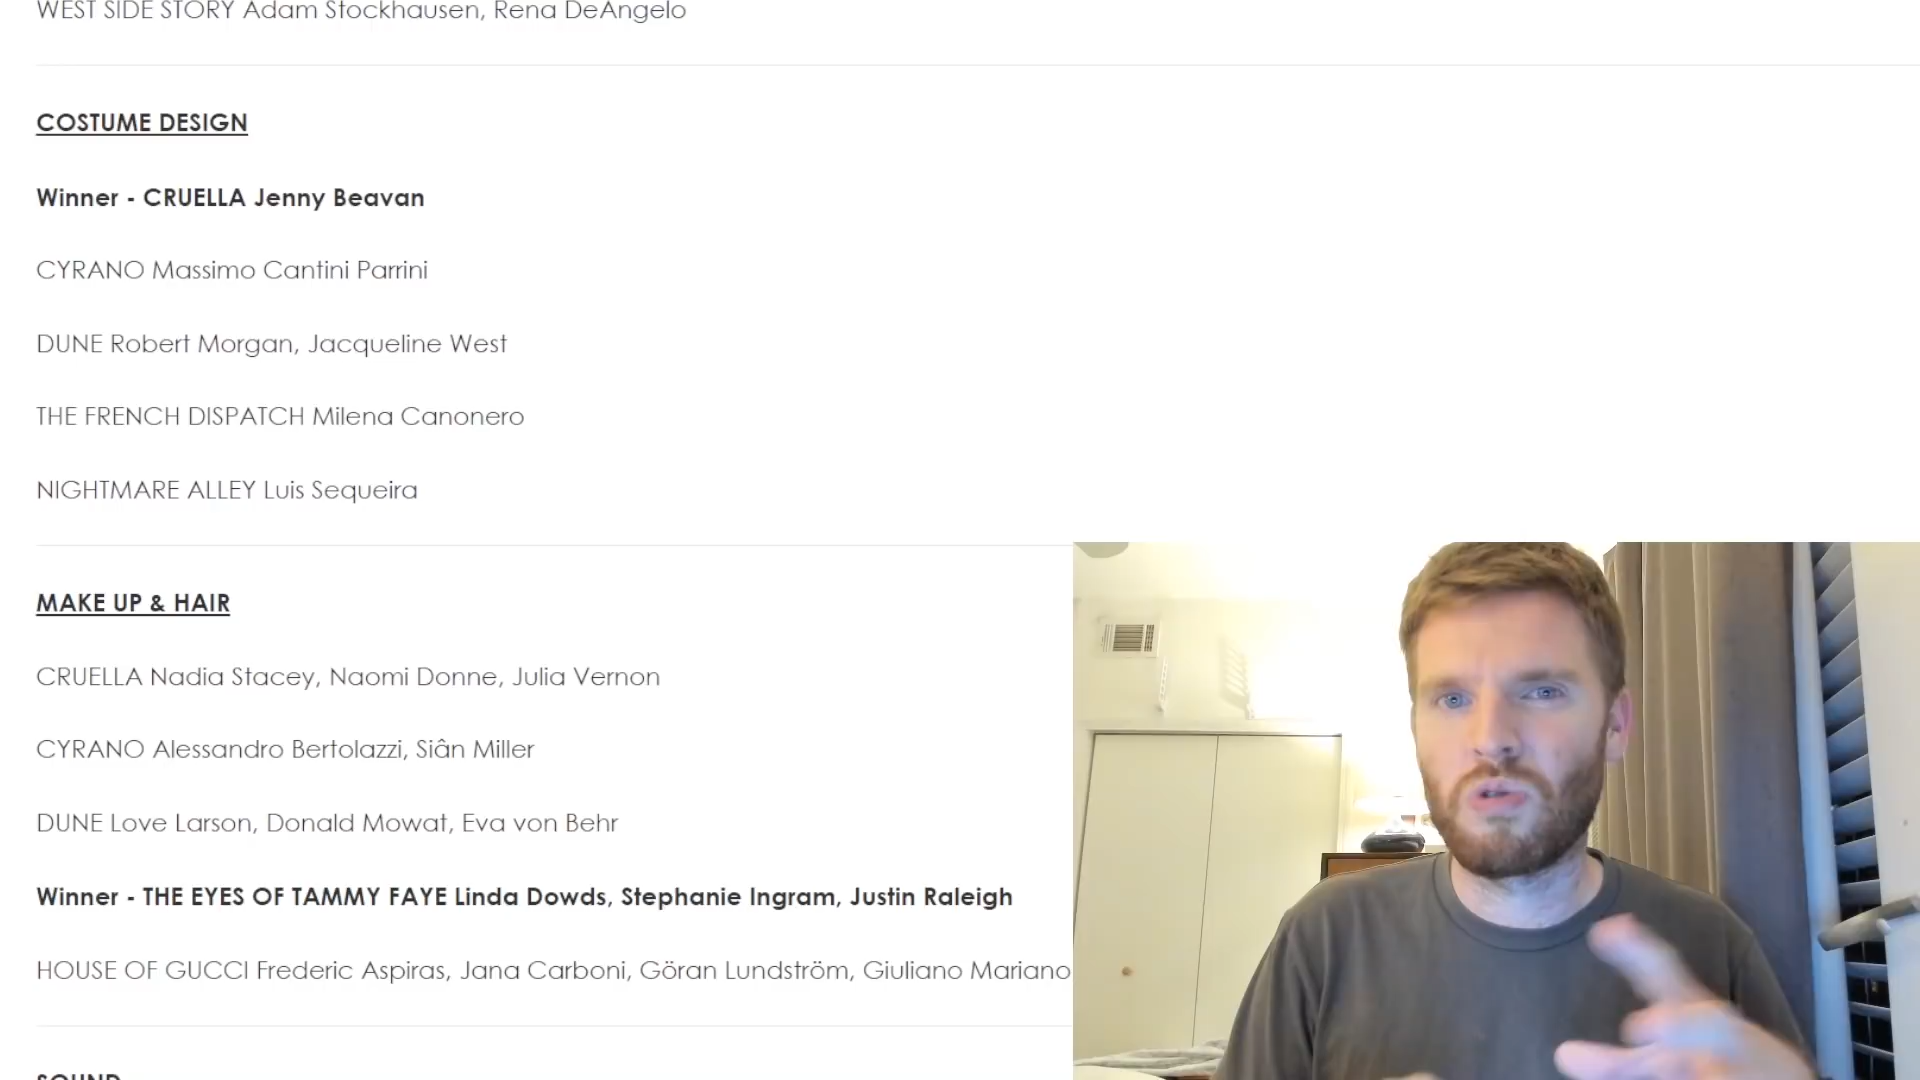 WEST SIDE STORY Adam Stockhausen, Rena DeAngelo
COSTUME DESIGN
Winner - CRUELLA Jenny Beavan
CYRANO Massimo Cantini Parrini
DUNE Robert Morgan, Jacqueline West
THE FRENCH DISPATCH Milena Canonero
NIGHTMARE ALLEY Luis Sequeira
MAKE UP & HAIR
CRUELLA Nadia Stacey, Naomi Donne, Julia Vernon
CYRANO Alessandro Bertolazzi, Siân Miller
DUNE Love Larson, Donald Mowat, Eva von Behr
Winner - THE EYES OF TAMMY FAYE Linda Dowds, Stephanie Ingram, Justin Raleigh
HOUSE OF GUCCI Frederic Aspiras, Jana Carboni, Göran Lundström, Giuliano Mariano
SOUND